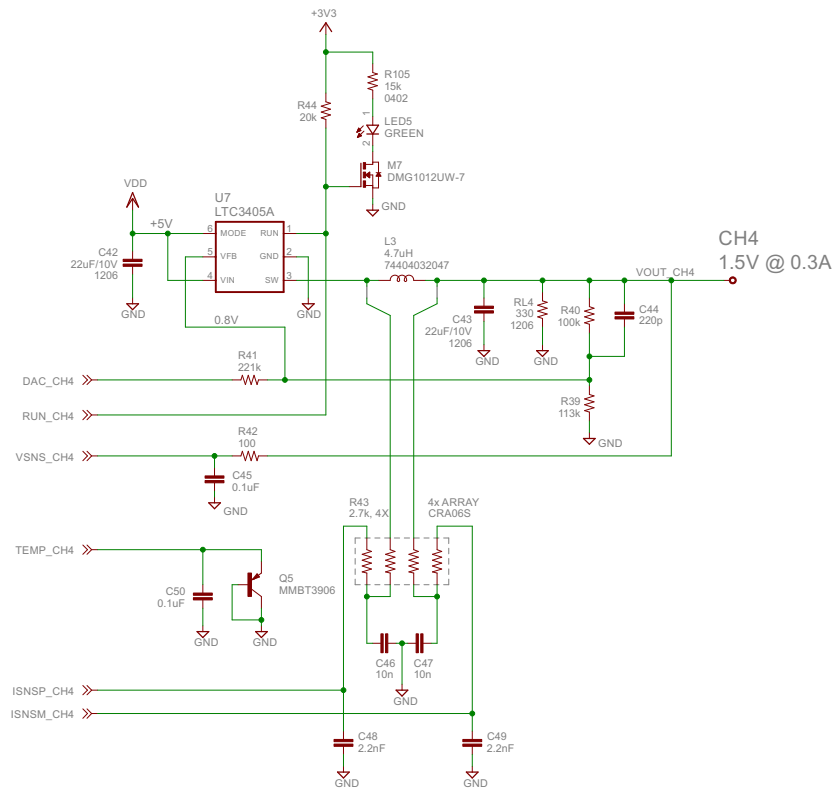 +3V3
R105
15k
0402
R44
20k
1
LED5
GREEN
2
M7
DMG1012UW-7
GND
VDD
U7
LTC3405A
+5V
6 MODE RUN 1
5 VFB GND 2
4 VIN SW 3
C42
22uF/10V
1206
GND
GND
L3
4.7uH
74404032047
CH4
1.5V @ 0.3A
VOUT_CH4
C43
22uF/10V
1206
GND
RL4
330
1206
GND
R40
100k
C44
220p
0.8V
R41
221k
DAC_CH4
R39
113k
GND
RUN_CH4
R42
100
VSNS_CH4
C45
0.1uF
GND
R43
2.7k, 4X
4x ARRAY
CRA06S
TEMP_CH4
C50
0.1uF
GND
Q5
MMBT3906
GND
C46
10n
C47
10n
GND
ISNSP_CH4
ISNSM_CH4
C48
2.2nF
GND
C49
2.2nF
GND